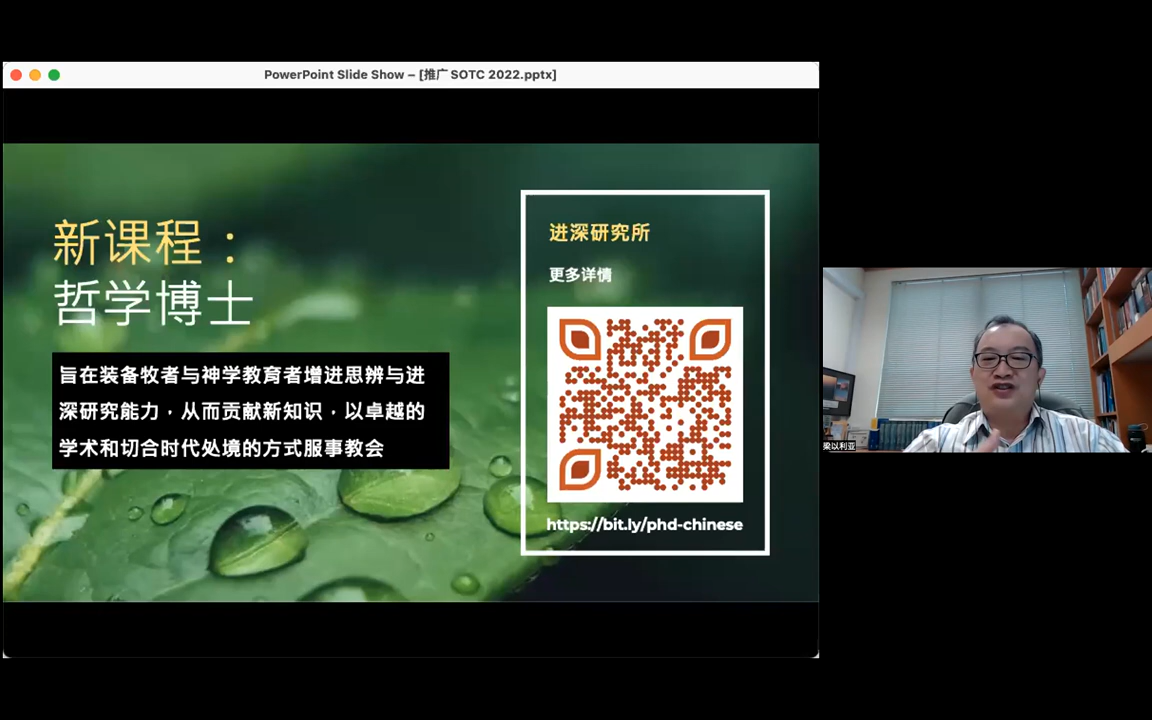 PowerPoint Slide Show – [推广 SOTC 2022.pptx]
新课程：
哲学博士
旨在装备牧者与神学教育者增进思辨与进
深研究能力，从而贡献新知识，以卓越的
学术和切合时代处境的方式服事教会
进深研究所
更多详情
https://bit.ly/phd-chinese
梁以利亚